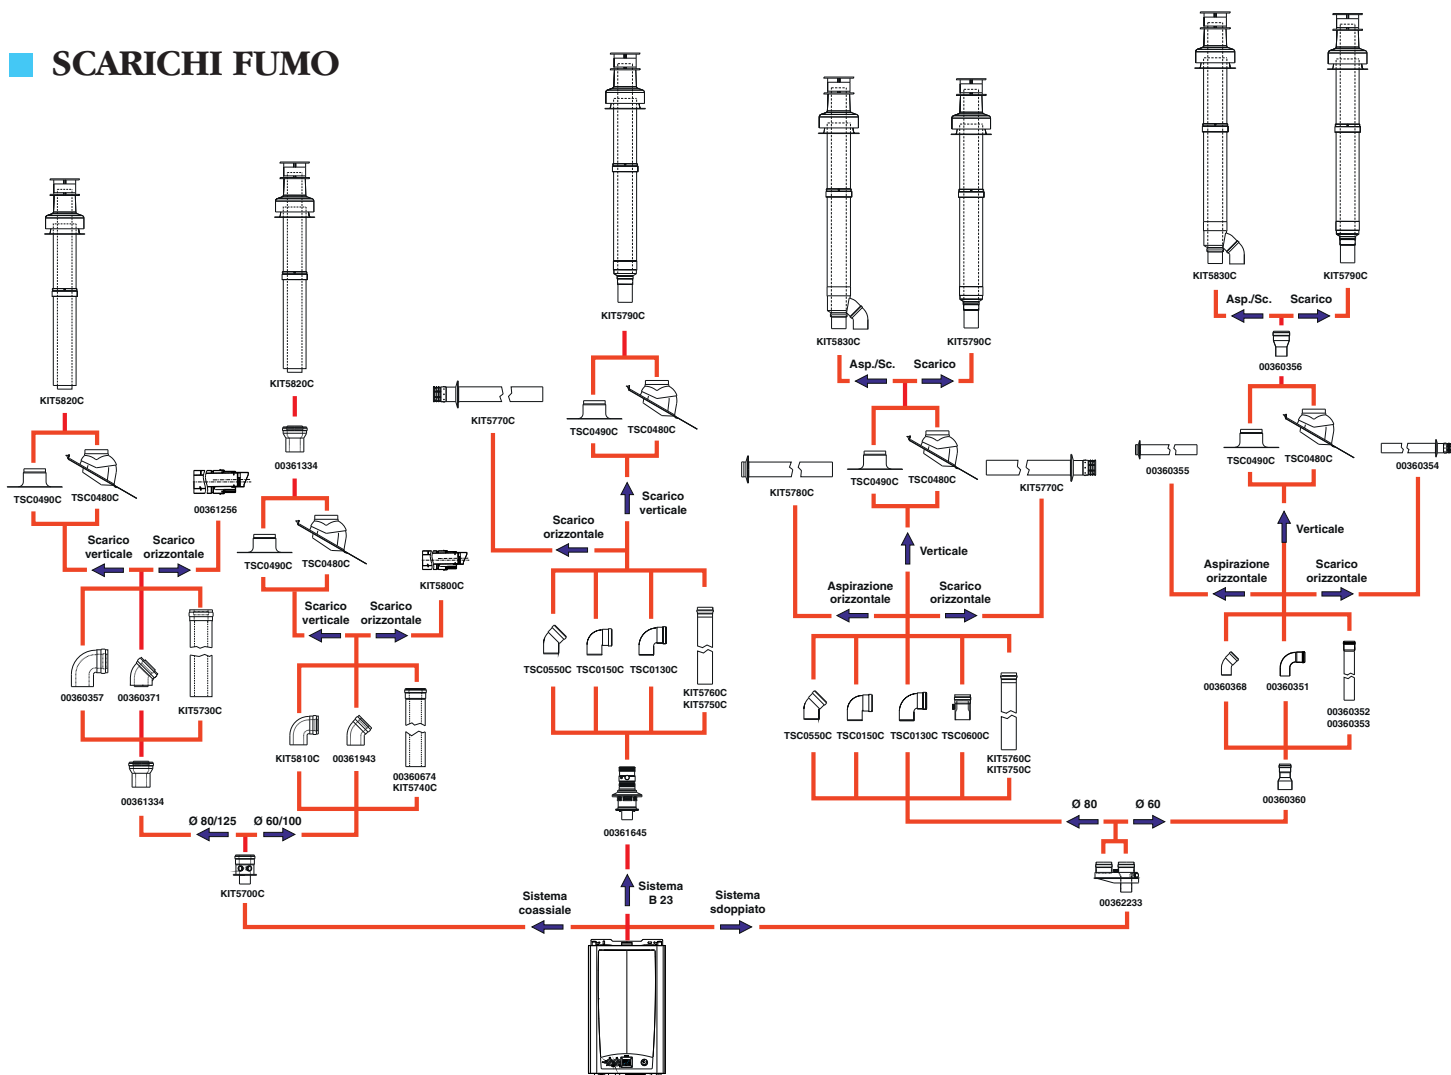 SCARICHI FUMO
KIT5830C
KIT5790C
Asp./Sc.
Scarico
KIT5790C
KIT5830C
KIT5790C
00360356
Asp./Sc.
Scarico
KIT5820C
KIT5820C
KIT5770C
TSC0490C
TSC0480C
TSC0490C
TSC0480C
00361334
00360355
00360354
TSC0490C
TSC0480C
KIT5780C
TSC0490C
TSC0480C
KIT5770C
00361256
Scarico
verticale
Scarico
orizzontale
Verticale
Scarico
verticale
Scarico
orizzontale
TSC0490C
TSC0480C
KIT5800C
Verticale
Aspirazione
orizzontale
Scarico
orizzontale
Aspirazione
orizzontale
Scarico
orizzontale
Scarico
verticale
Scarico
orizzontale
00360357
00360371
KIT5730C
TSC0550C
TSC0150C
TSC0130C
KIT5760C
KIT5750C
00360368
00360351
00360352
00360353
TSC0550C
TSC0150C
TSC0130C
TSC0600C
KIT5760C
KIT5750C
KIT5810C
00361943
00360674
KIT5740C
00361334
00360360
Ø 80/125
Ø 60/100
00361645
Ø 80
Ø 60
KIT5700C
Sistema
coassiale
Sistema
B 23
Sistema
sdoppiato
00362233